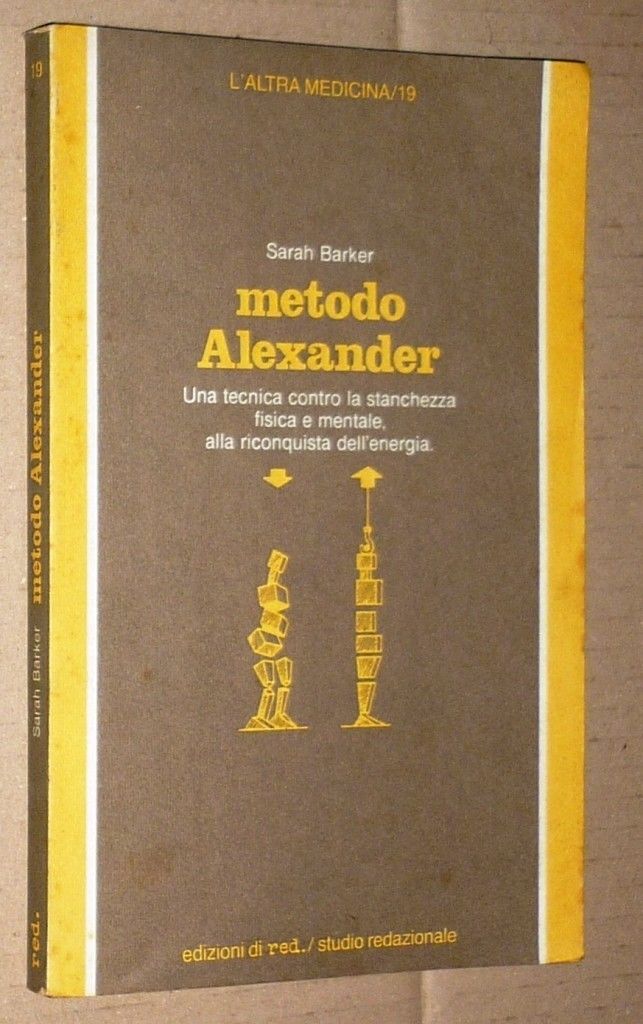 L'ALTRA MEDICINA/19
Sarah Barker
metodo
Alexander
Una tecnica contro la stanchezza
fisica e mentale,
alla riconquista dell'energia.
edizioni di red./ studio redazionale
19
metodo Alexander
Sarah Barker
red.